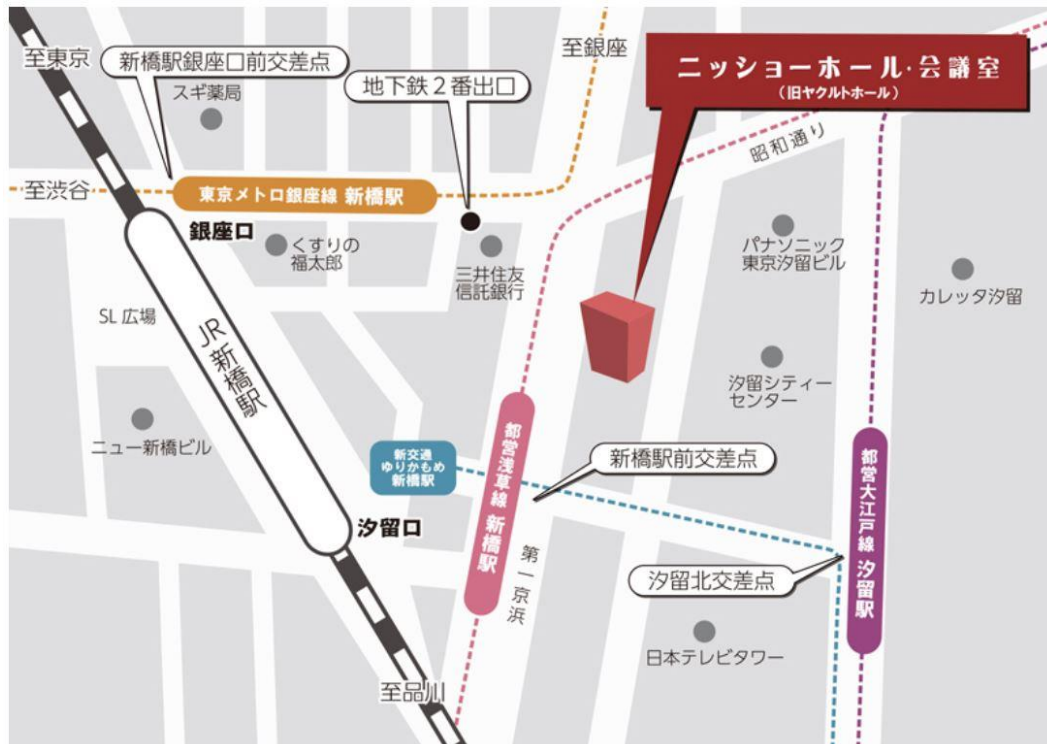 至東京
新橋駅銀座口前交差点
スギ薬局
地下鉄2番出口
至銀座
ニッショーホール・会議室
（旧ヤクルトホール）
昭和通り
至渋谷
東京メトロ銀座線 新橋駅
銀座口
くすりの
福太郎
三井住友
信託銀行
パナソニック
東京汐留ビル
カレッタ汐留
SL 広場
JR新橋駅
汐留シティー
センター
ニュー新橋ビル
新交通
ゆりかもめ
新橋駅
都営浅草線 新橋駅
新橋駅前交差点
都営大江戸線 汐留駅
汐留口
第一京浜
汐留北交差点
日本テレビタワー
至品川